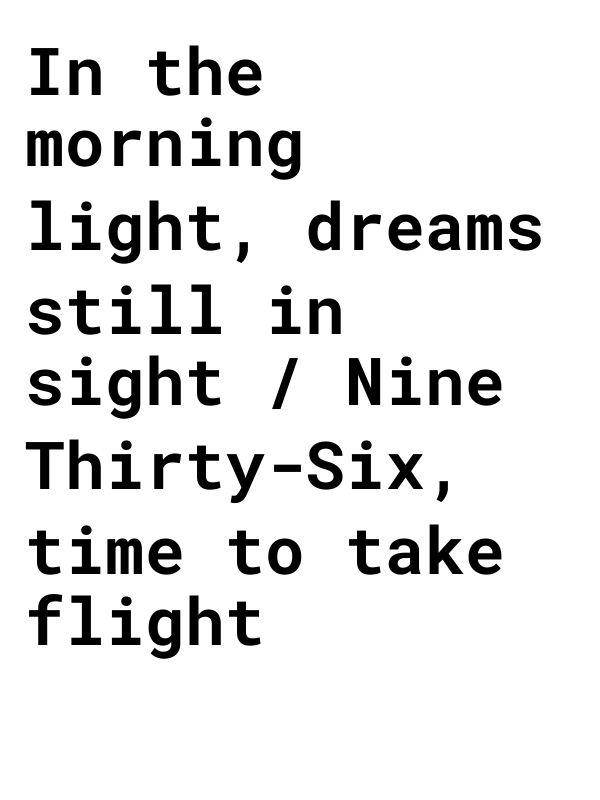 In the
morning
light, dreams
still in
sight / Nine
Thirty-Six,
time to take
flight